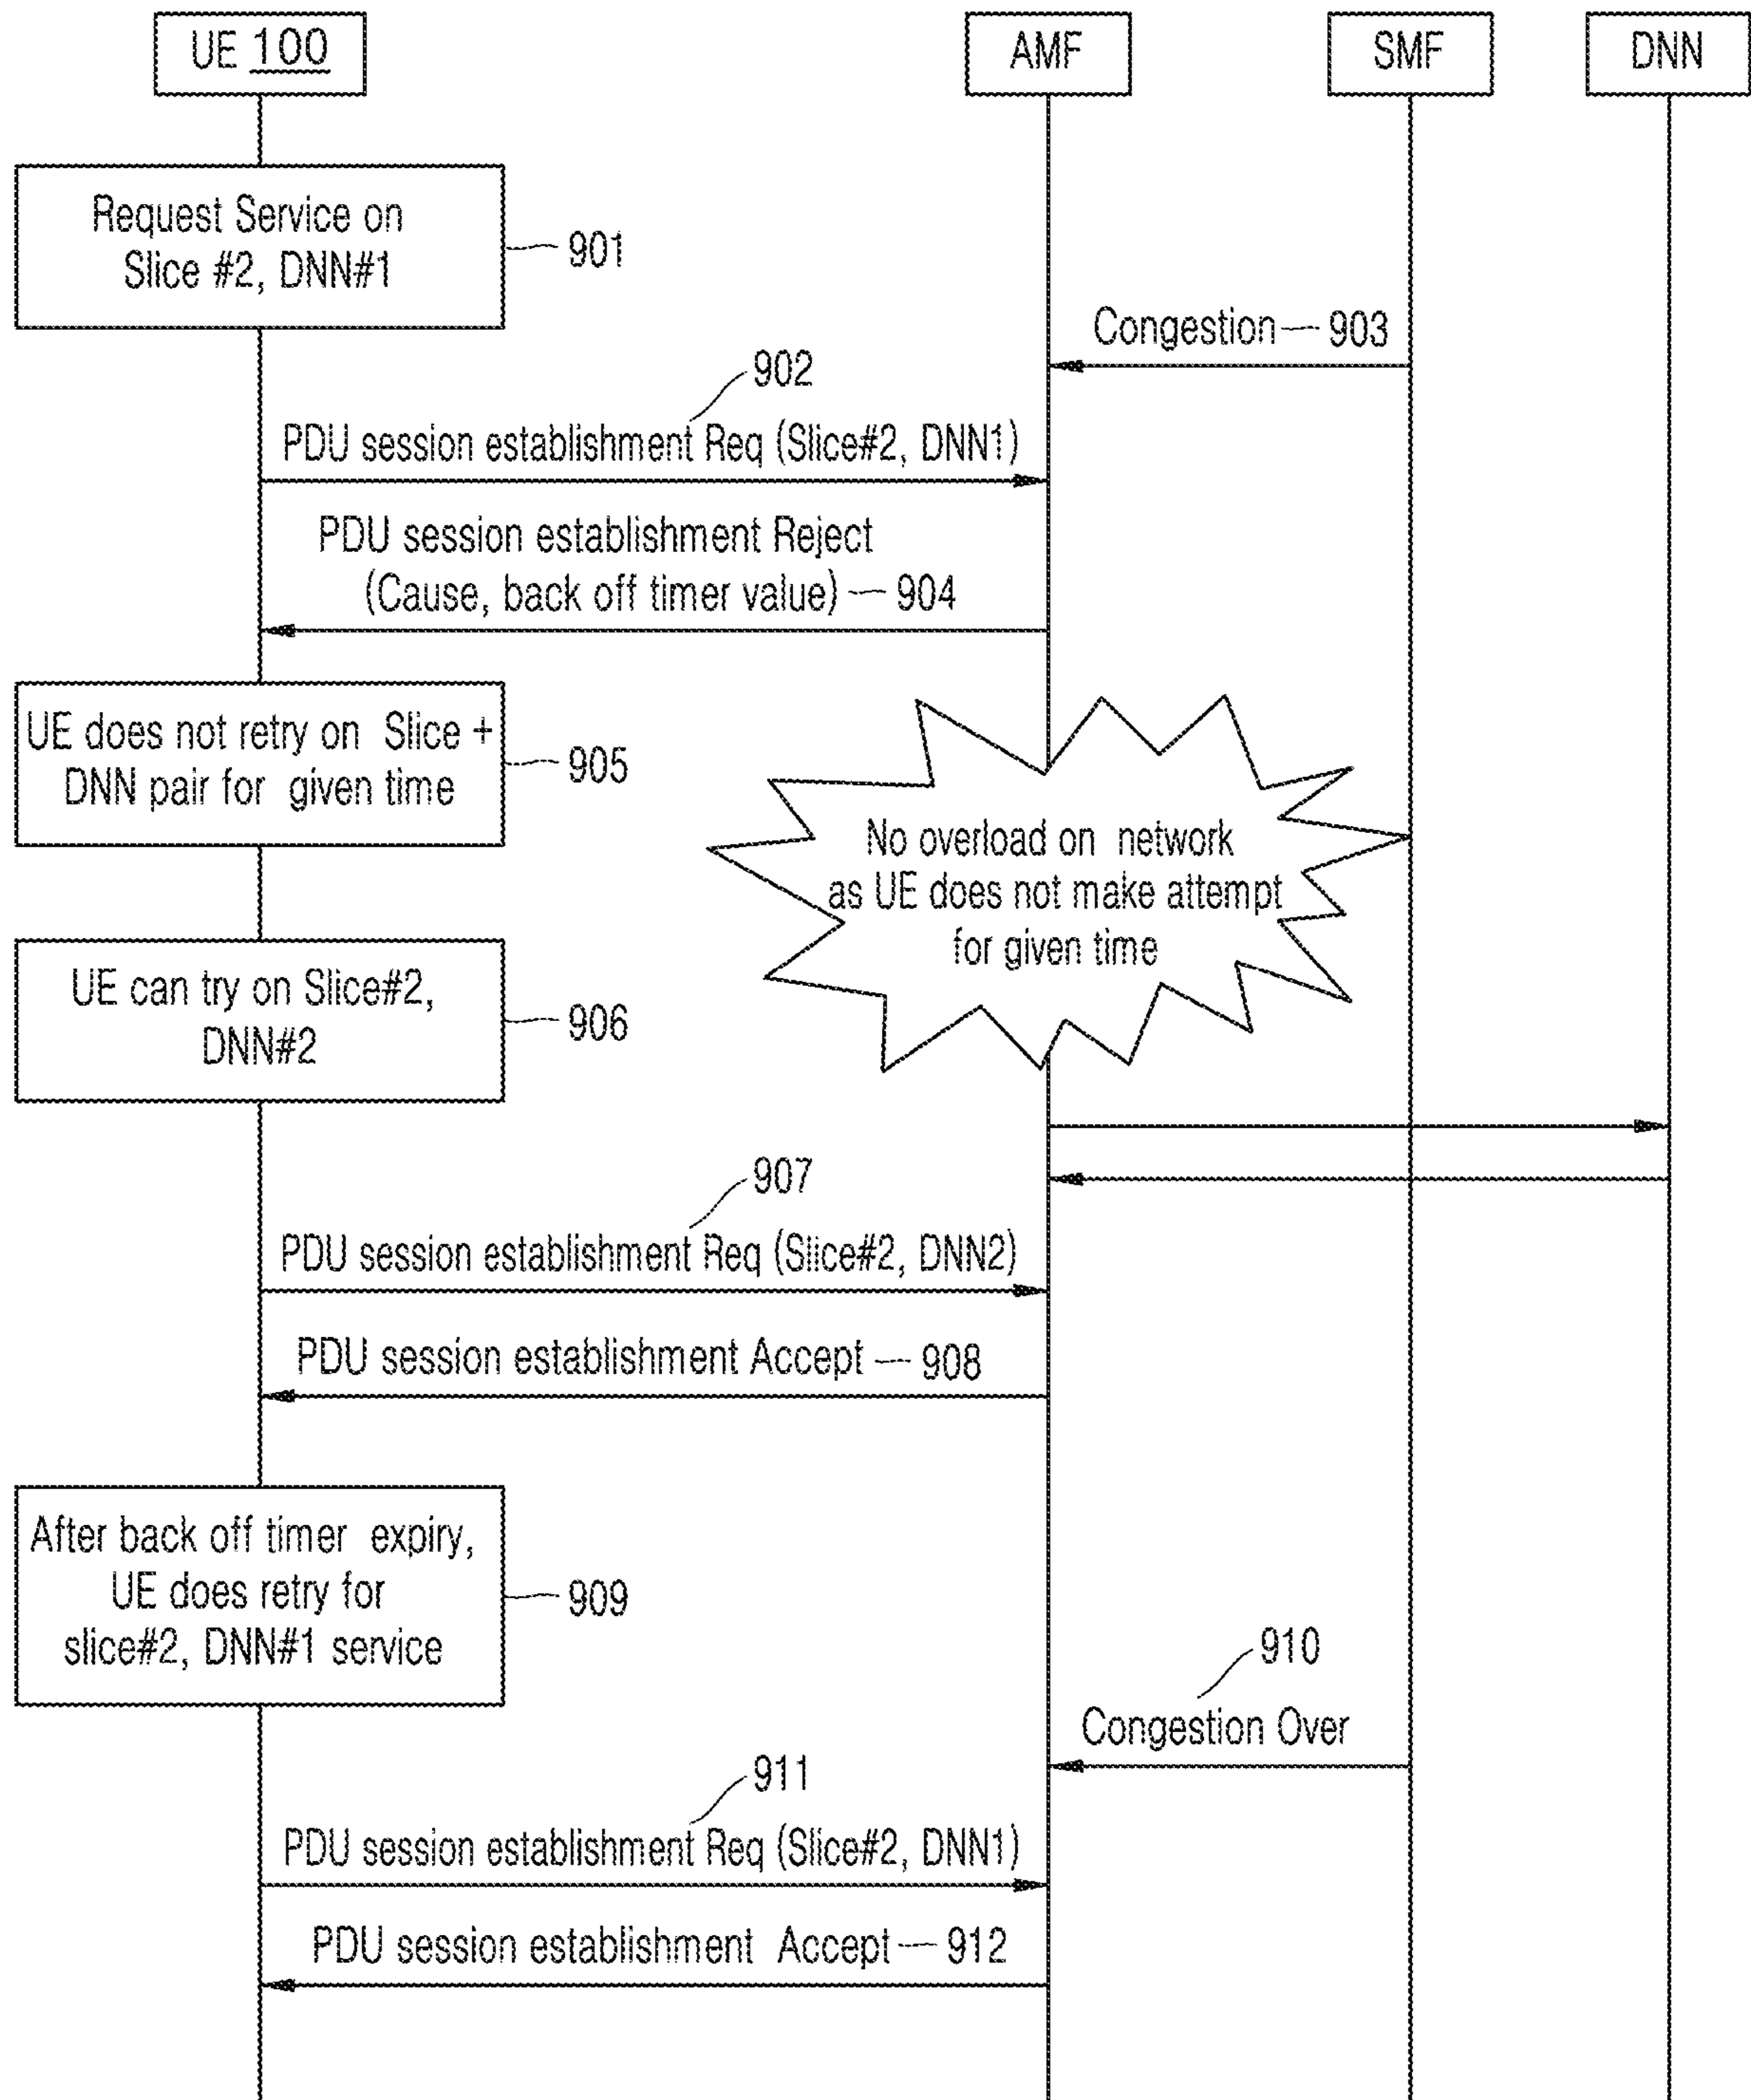 UE 100
AMF
SMF
DNN
Request Service on
Slice #2, DNN#1
901
Congestion
903
902
PDU session establishment Req (Slice#2, DNN1)
PDU session establishment Reject
(Cause, back off timer value)
904
UE does not retry on Slice +
DNN pair for given time
905
No overload on network
as UE does not make attempt
for given time
UE can try on Slice#2,
DNN#2
906
907
PDU session establishment Req (Slice#2, DNN2)
PDU session establishment Accept
908
After back off timer expiry,
UE does retry for
slice#2, DNN#1 service
909
910
Congestion Over
911
PDU session establishment Req (Slice#2, DNN1)
PDU session establishment Accept
912